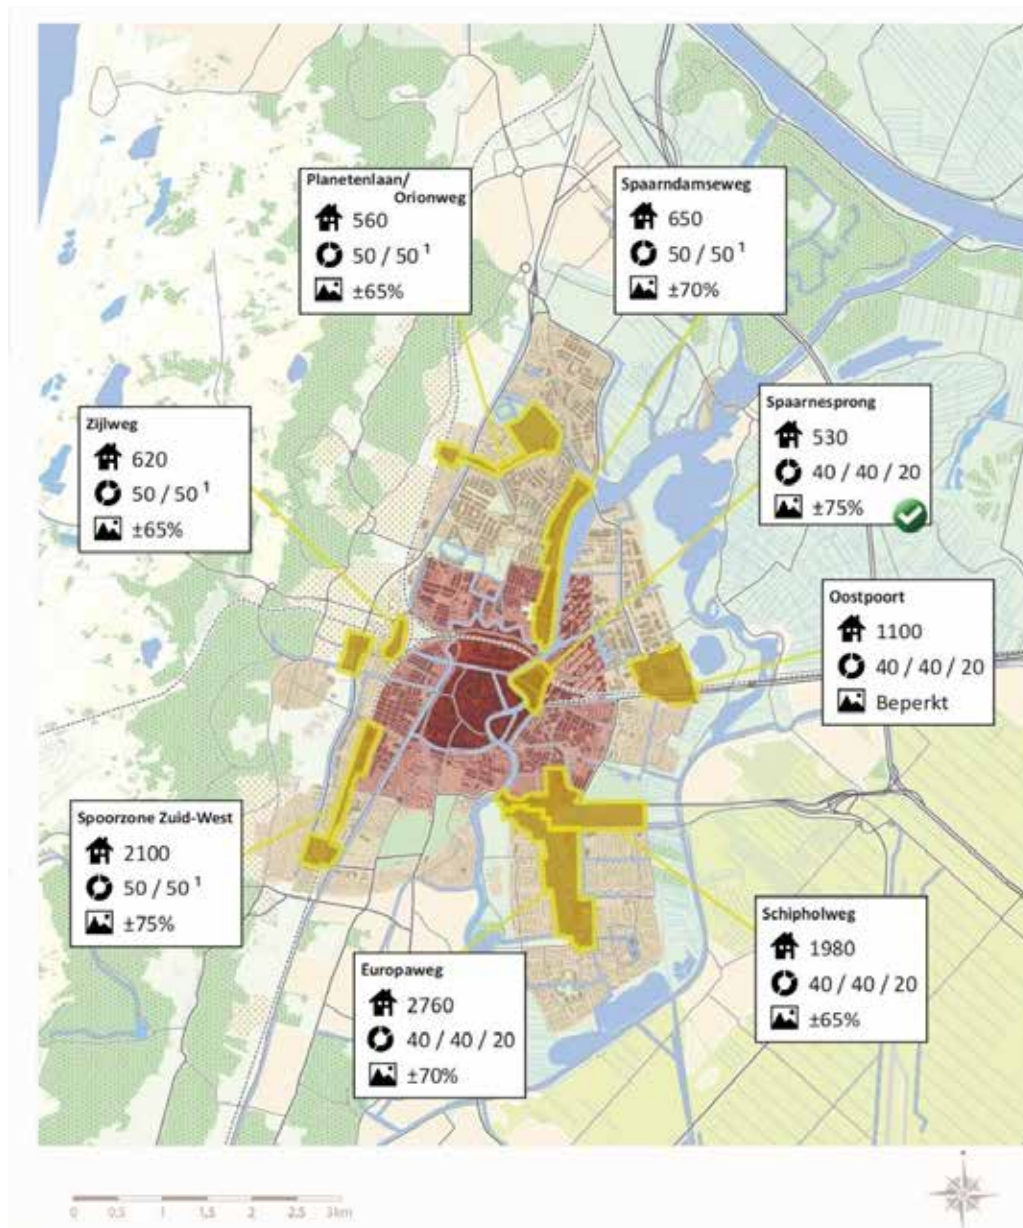 Planetenlaan/
Orionweg
560
50 / 50 ¹
±65%
Spaarndamseweg
650
50 / 50 ¹
±70%
Zijlweg
620
50 / 50 ¹
±65%
Spaarnesprong
530
40 / 40 / 20
±75%
Oostpoort
1100
40 / 40 / 20
Beperkt
Spoorzone Zuid-West
2100
50 / 50 ¹
±75%
Schipholweg
1980
40 / 40 / 20
±65%
Europaweg
2760
40 / 40 / 20
±70%
0 0.5 1 1.5 2 2.5 3km